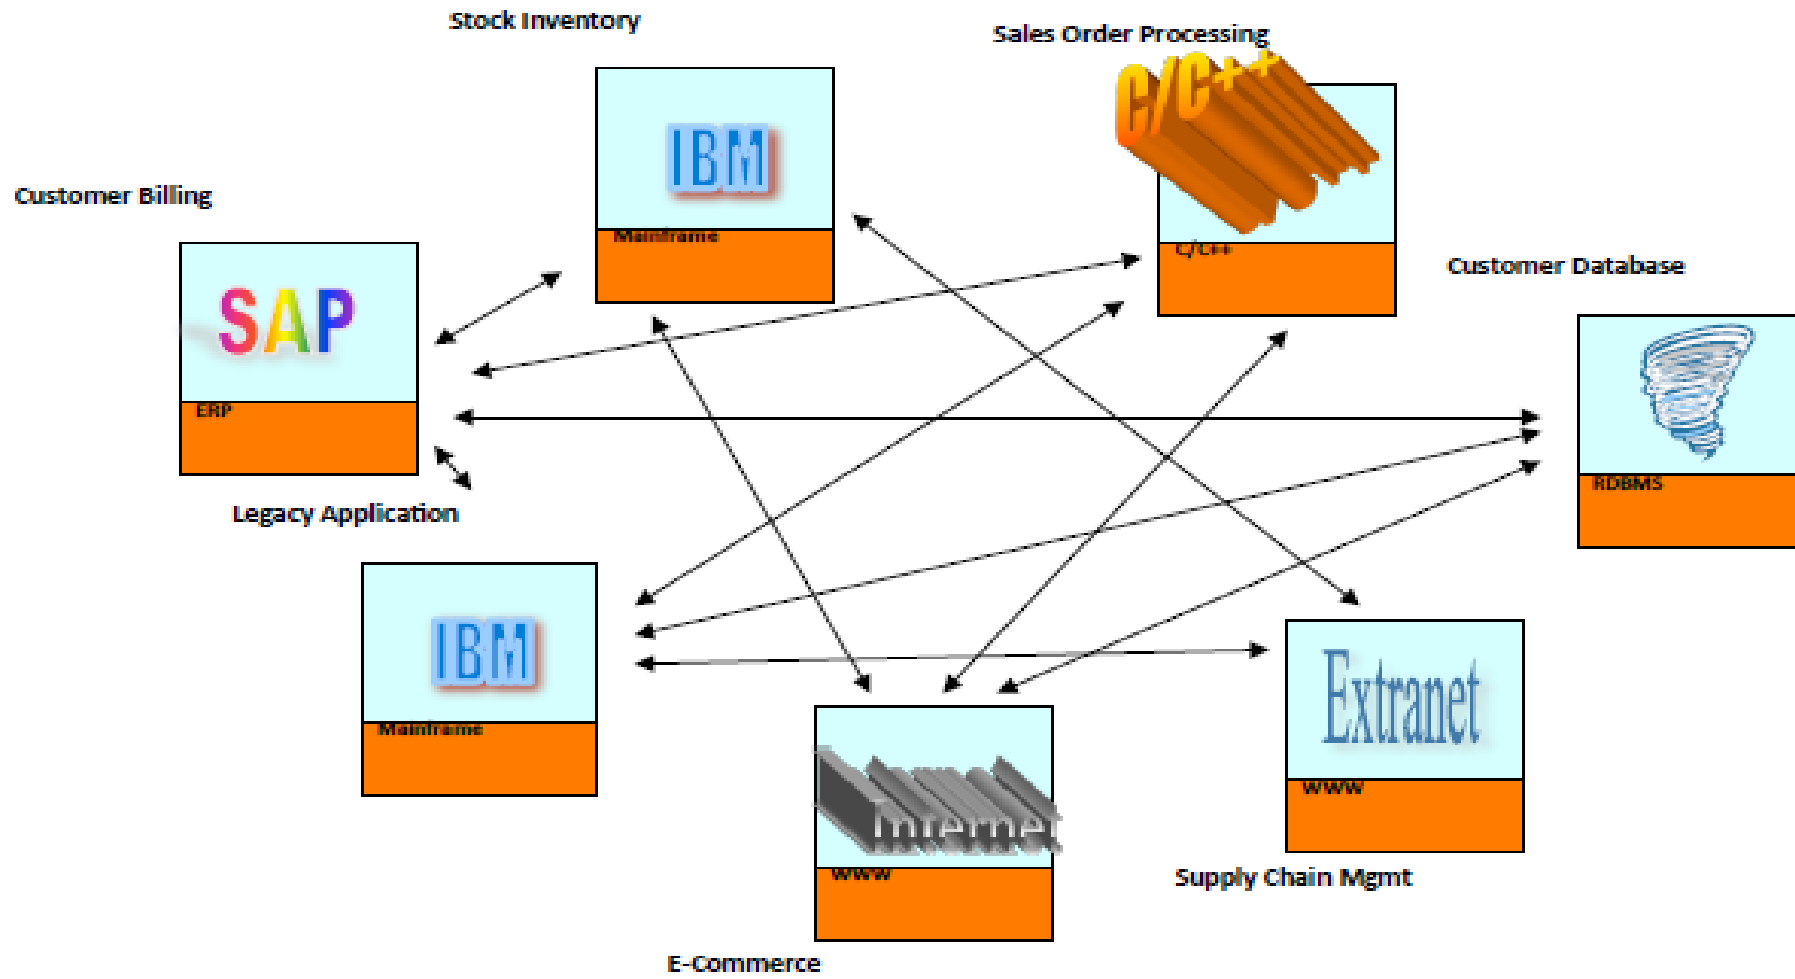 Stock Inventory
Sales Order Processing
C/C++
IBM
Customer Billing
Mainframe
C/C++
Customer Database
SAP
ERP
RDBMS
Legacy Application
IBM
Extranet
Mainframe
Internet
WWW
WWW
Supply Chain Mgmt
E-Commerce